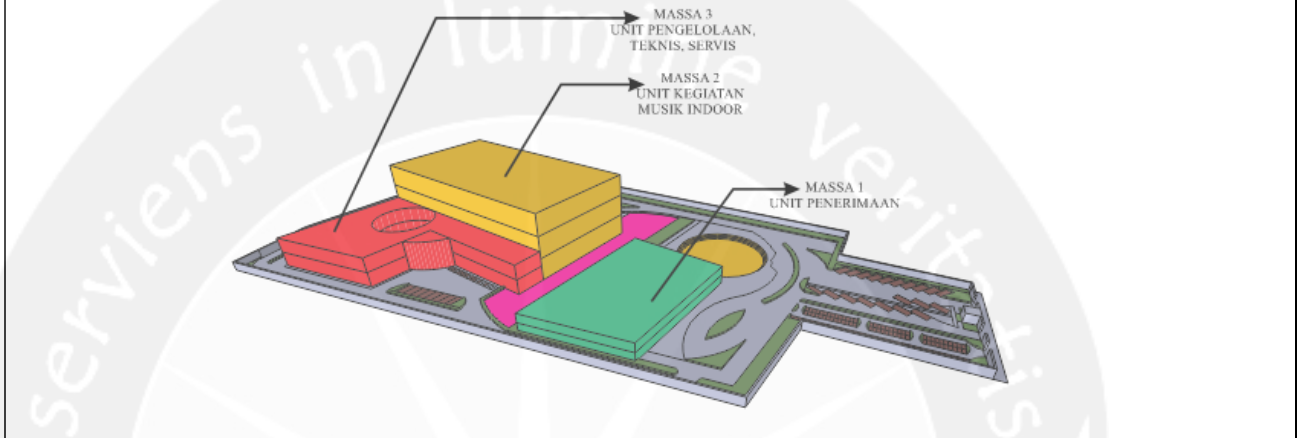 MASSA 3
UNIT PENGELOLAAN,
TEKNIS, SERVIS
MASSA 2
UNIT KEGIATAN
MUSIK INDOOR
MASSA 1
UNIT PENERIMAAN
serviens in lumine veritatis